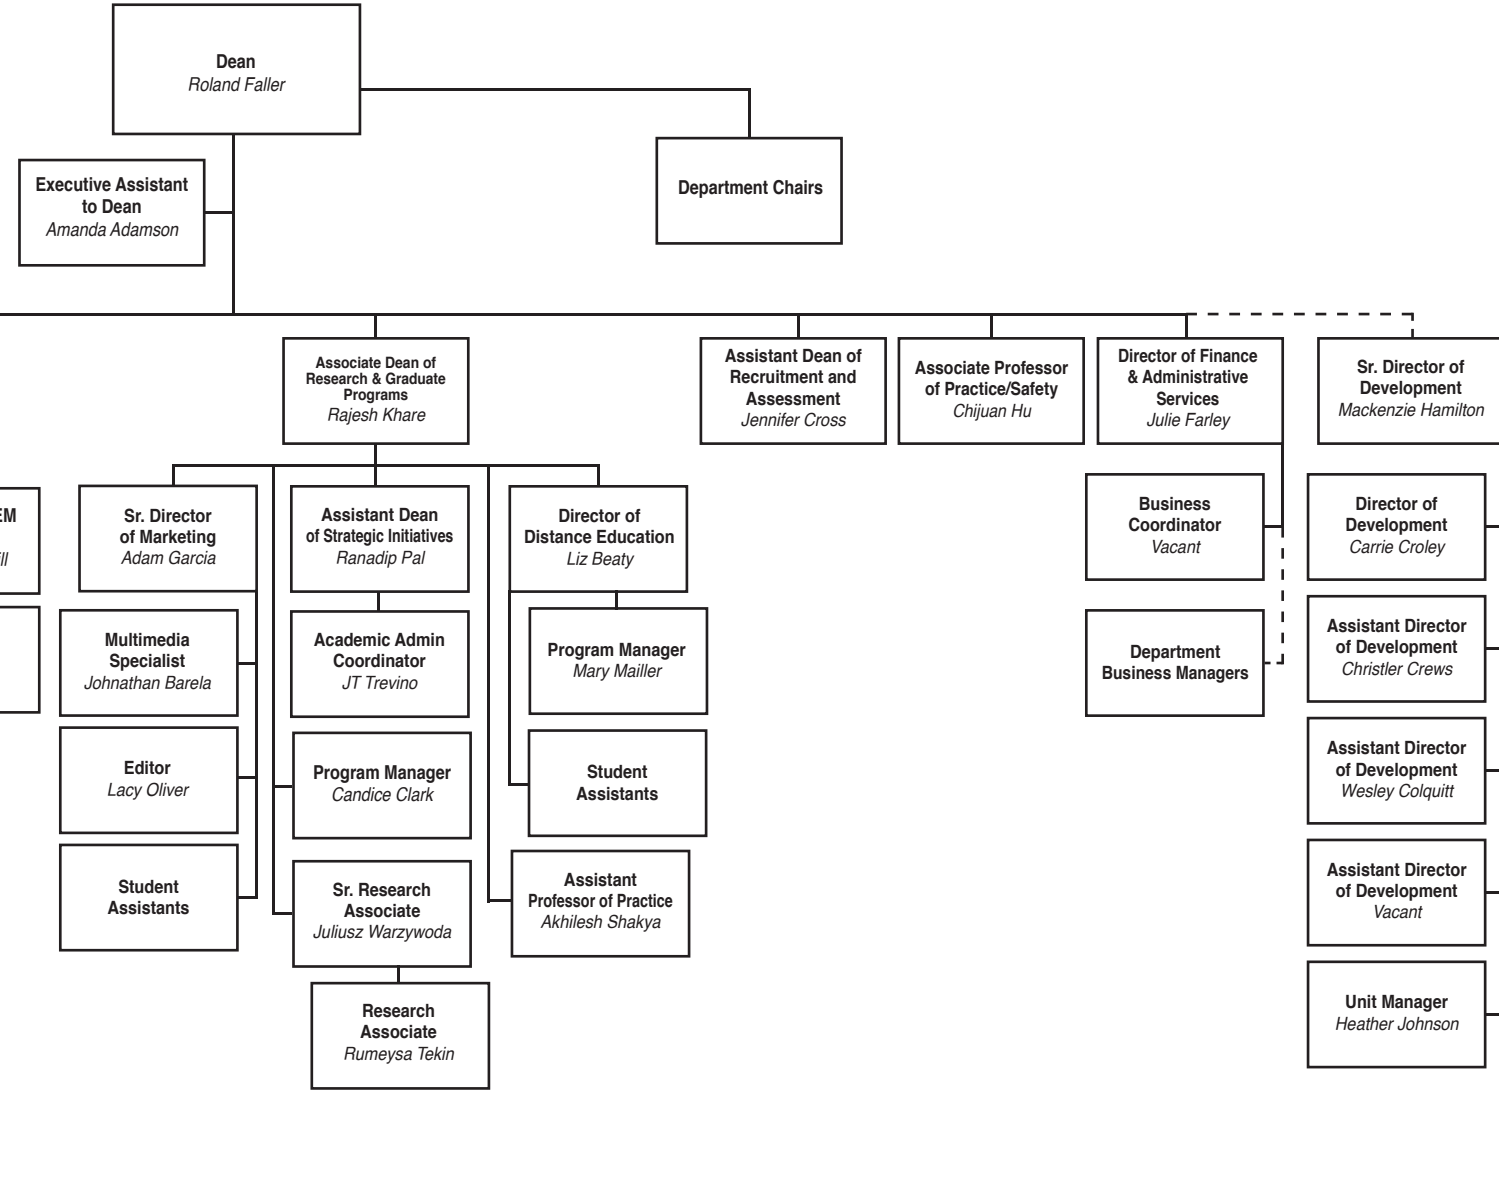 Dean
Roland Faller
Executive Assistant
to Dean
Amanda Adamson
Department Chairs
Associate Dean of
Research & Graduate
Programs
Rajesh Khare
Assistant Dean of
Recruitment and
Assessment
Jennifer Cross
Associate Professor
of Practice/Safety
Chijuan Hu
Director of Finance
& Administrative
Services
Julie Farley
Sr. Director of
Development
Mackenzie Hamilton
Sr. Director
of Marketing
Adam Garcia
Multimedia
Specialist
Johnathan Barela
Editor
Lacy Oliver
Student
Assistants
Assistant Dean
of Strategic Initiatives
Ranadip Pal
Academic Admin
Coordinator
JT Trevino
Program Manager
Candice Clark
Sr. Research
Associate
Juliusz Warzywoda
Research
Associate
Rumeysa Tekin
Director of
Distance Education
Liz Beaty
Program Manager
Mary Mailler
Student
Assistants
Assistant
Professor of Practice
Akhilesh Shakya
Business
Coordinator
Vacant
Department
Business Managers
Director of
Development
Carrie Croley
Assistant Director
of Development
Christler Crews
Assistant Director
of Development
Wesley Colquitt
Assistant Director
of Development
Vacant
Unit Manager
Heather Johnson